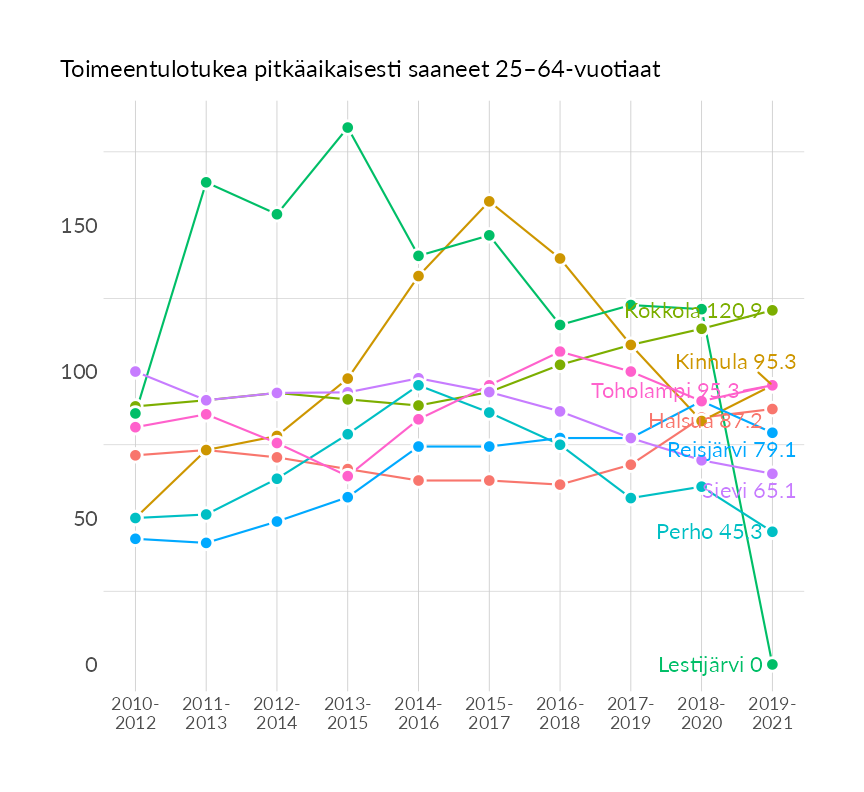 Toimeentulotukea pitkäaikaisesti saaneet 25–64-vuotiaat
150
100
50
0
Kokkola 120.9
Kinnula 95.3
Toholampi 95.3
Halsua 87.2
Reisjärvi 79.1
Sievi 65.1
Perho 45.3
Lestijärvi 0
2010-
2012
2011-
2013
2012-
2014
2013-
2015
2014-
2016
2015-
2017
2016-
2018
2017-
2019
2018-
2020
2019-
2021